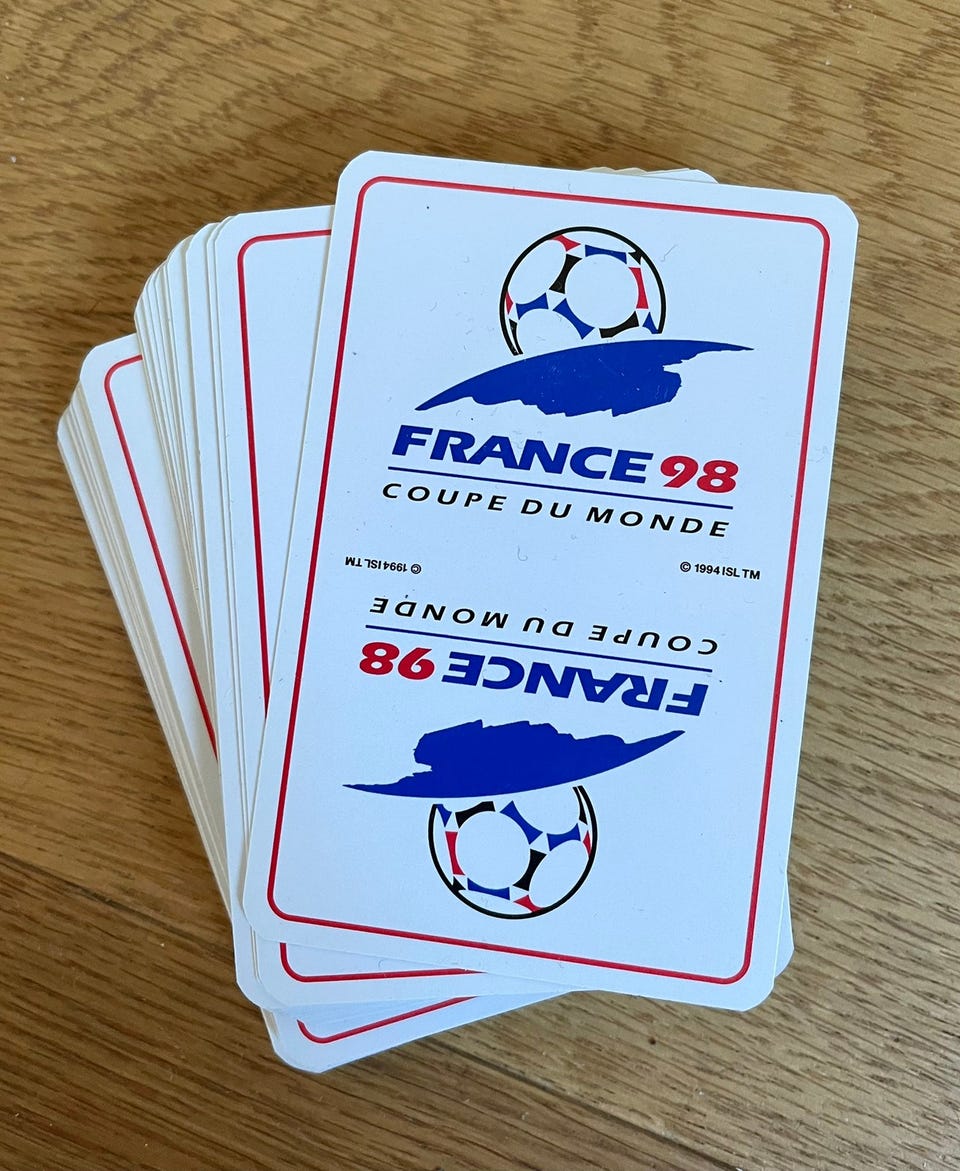 FRANCE 98
COUPE DU MONDE
© 1994 ISL TM
© 1994 ISL TM
COUPE DU MONDE
FRANCE 98